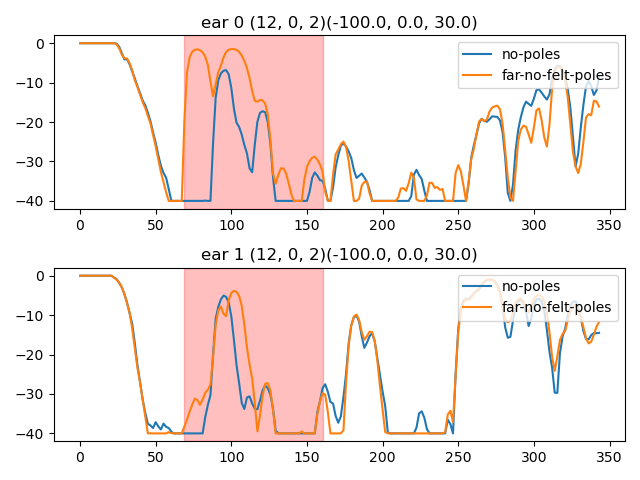 ear 0 (12, 0, 2)(-100.0, 0.0, 30.0)
0
−10
−20
−30
−40
no-poles
far-no-felt-poles
0 50 100 150 200 250 300 350
ear 1 (12, 0, 2)(-100.0, 0.0, 30.0)
0
−10
−20
−30
−40
no-poles
far-no-felt-poles
0 50 100 150 200 250 300 350